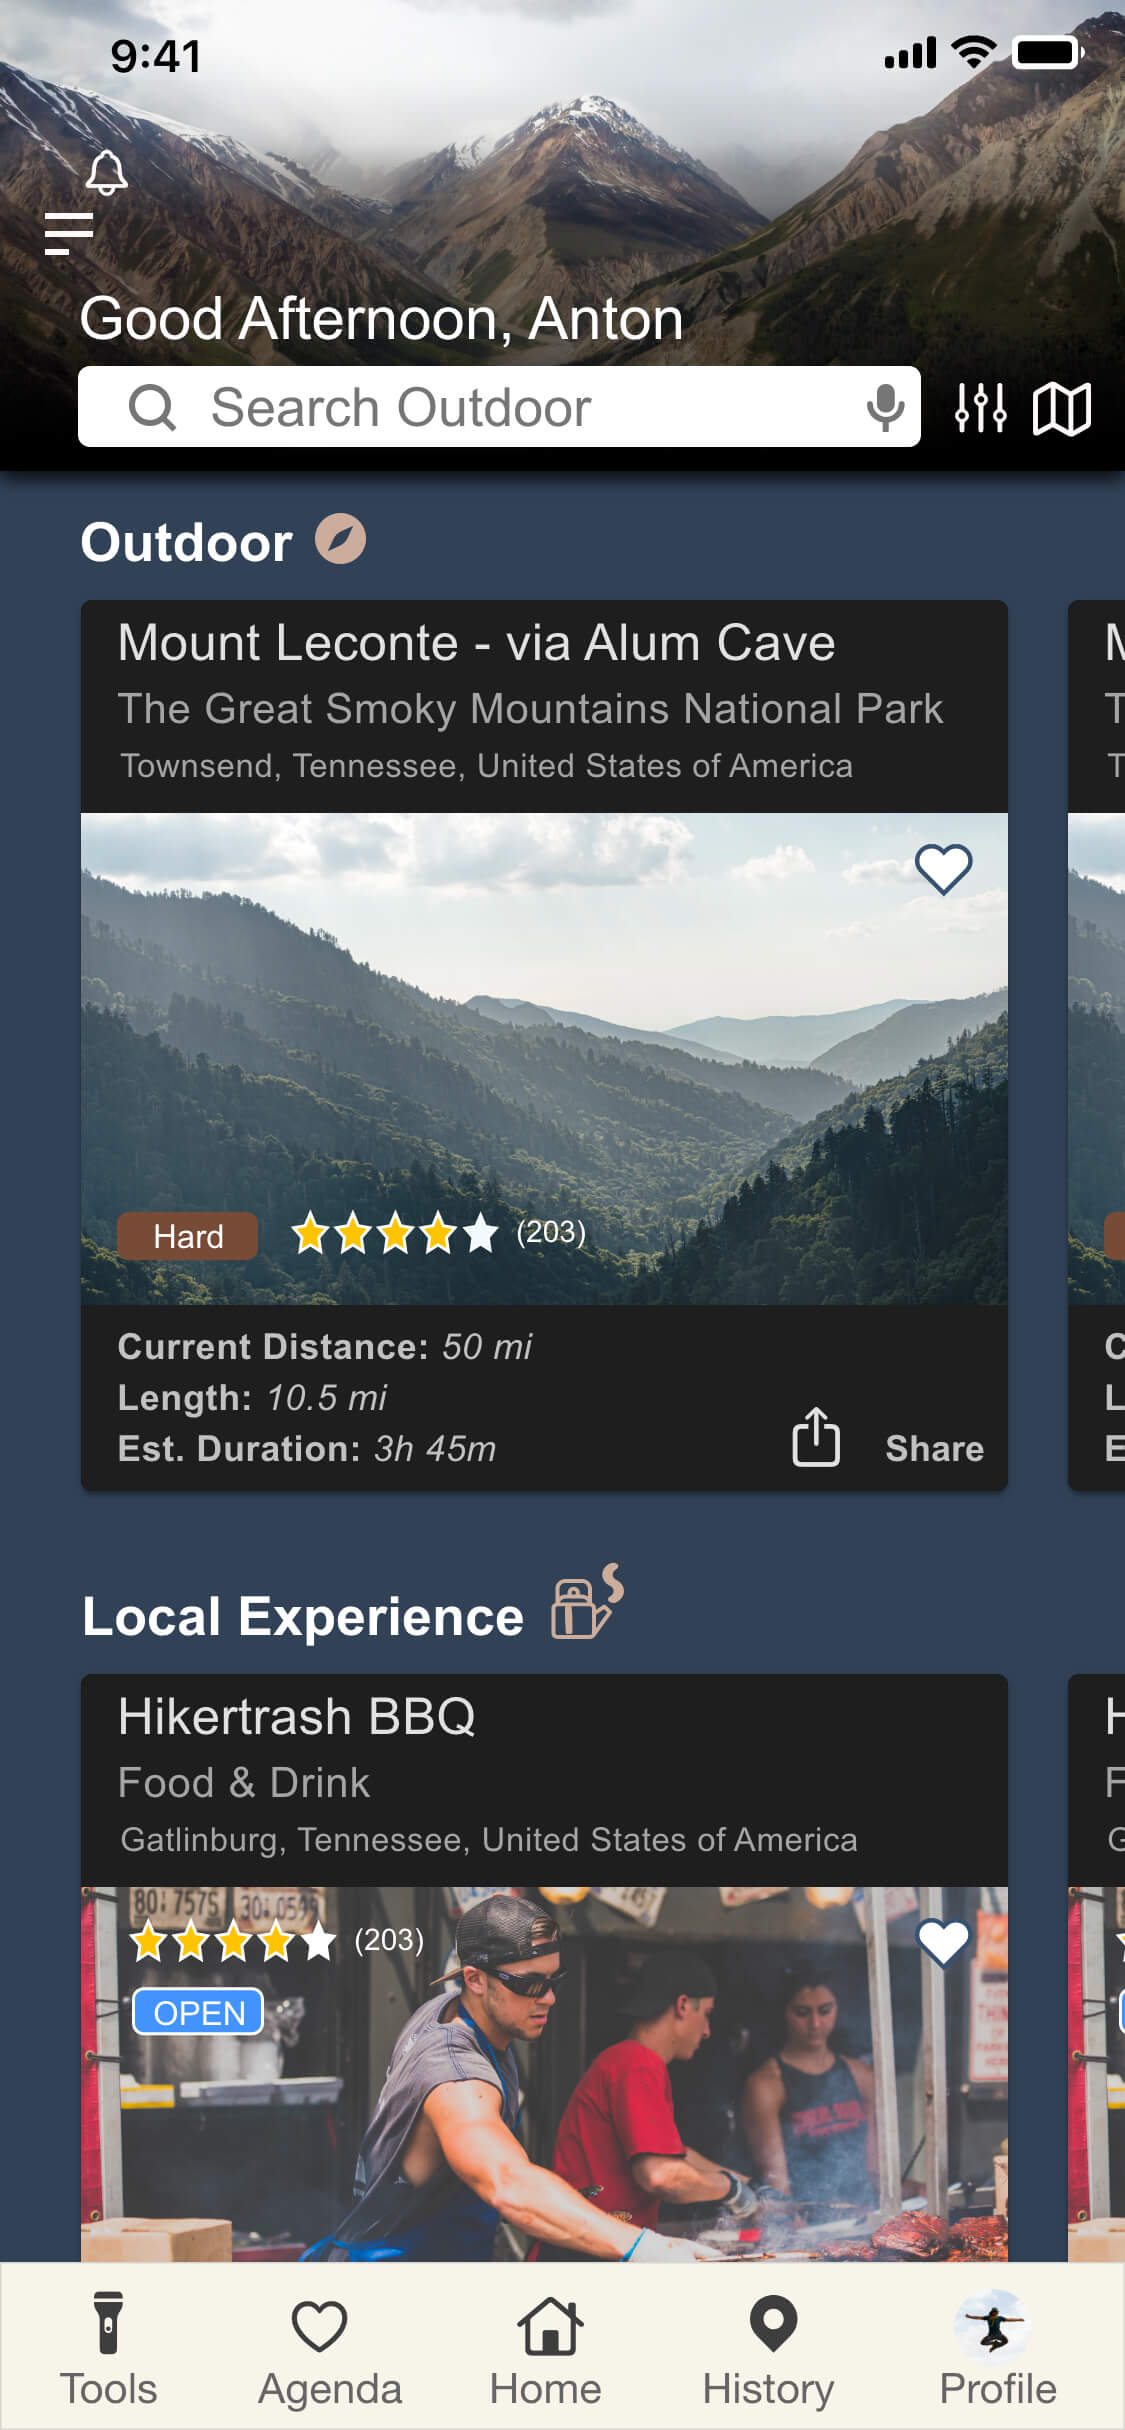 9:41
Good Afternoon, Anton
Search Outdoor
Outdoor
Mount Leconte - via Alum Cave
The Great Smoky Mountains National Park
Townsend, Tennessee, United States of America
Hard
(203)
Current Distance: 50 mi
Length: 10.5 mi
Est. Duration: 3h 45m
Share
Local Experience
Hikertrash BBQ
Food & Drink
Gatlinburg, Tennessee, United States of America
(203)
OPEN
Tools
Agenda
Home
History
Profile